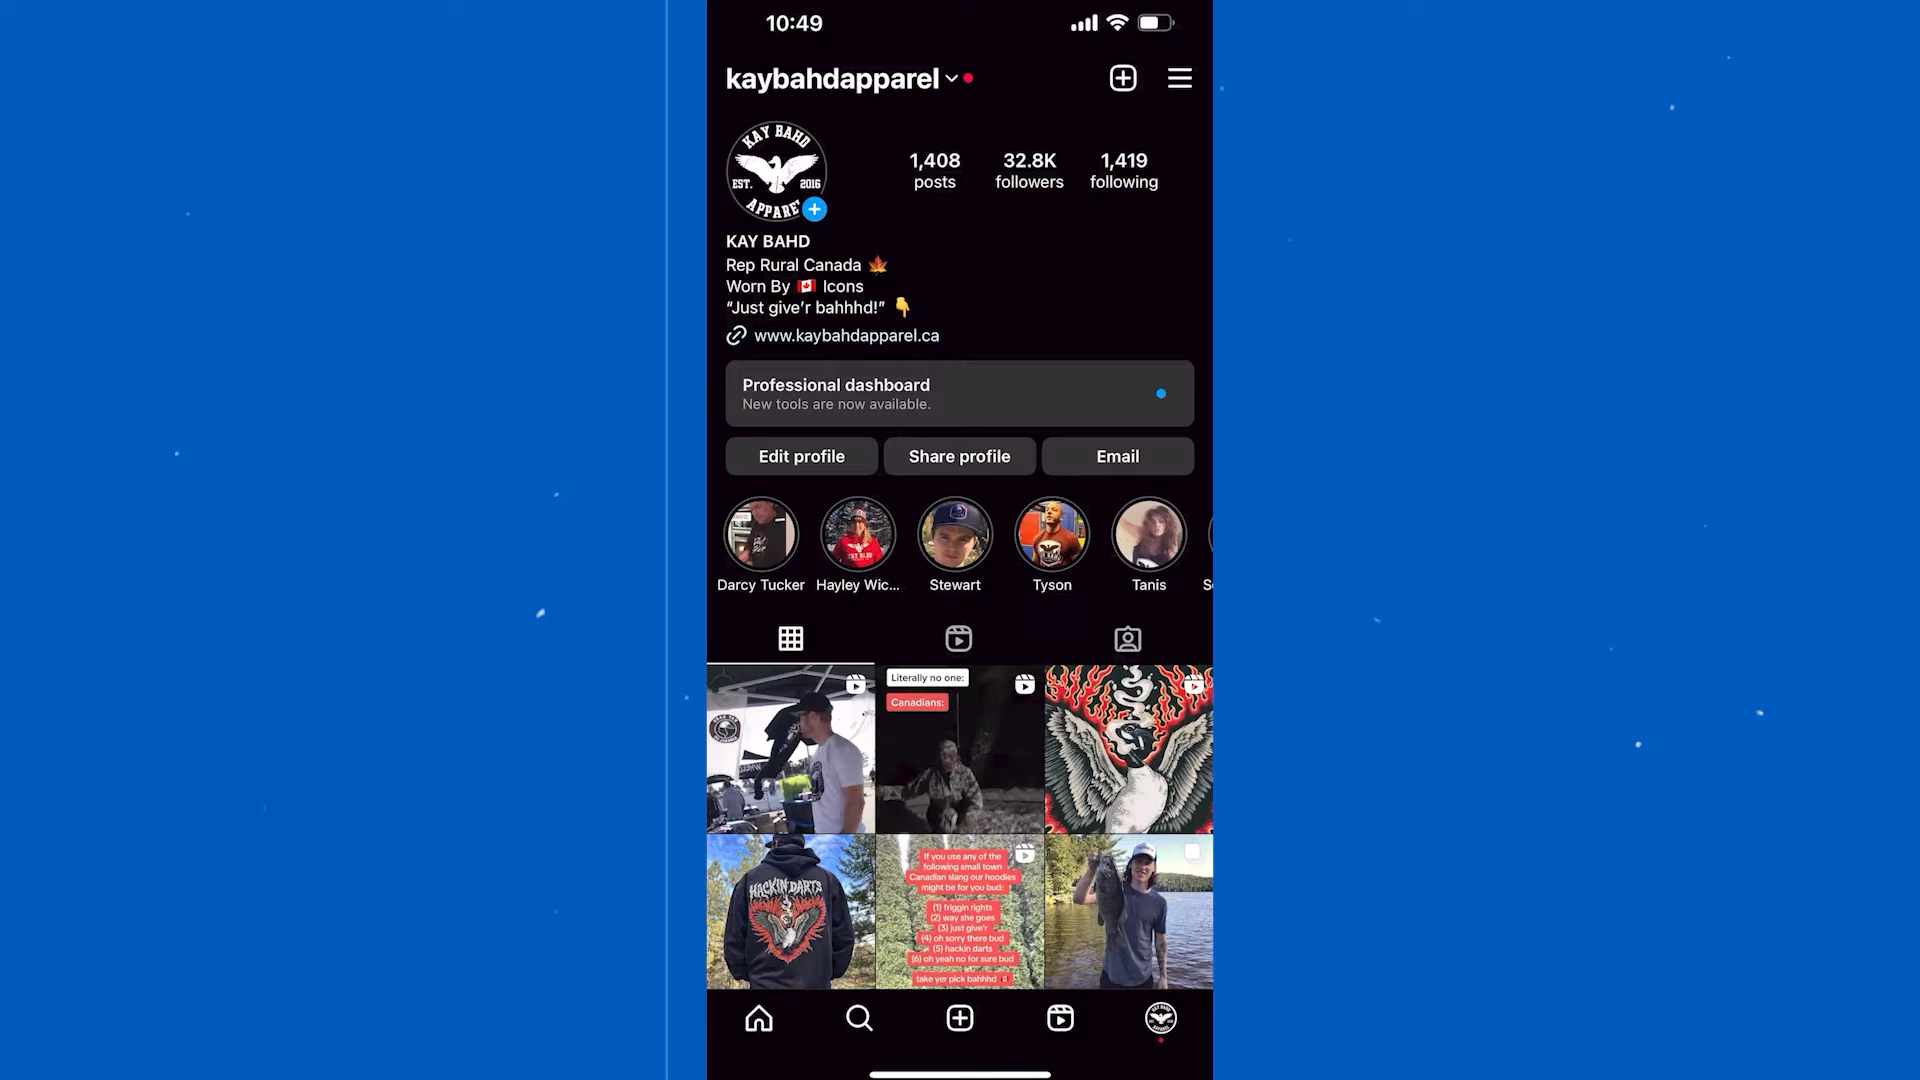 10:49
kaybahdapparel
KAY BAHD
EST. 2016
APPAREL
1,408 32.8K 1,419
posts followers following
KAY BAHD
Rep Rural Canada 🍁
Worn By 🇨🇦 Icons
“Just give’r bahhhd!” 👇
www.kaybahdapparel.ca
Professional dashboard
New tools are now available.
Edit profile Share profile Email
Darcy Tucker Hayley Wic... Stewart Tyson Tanis
Literally no one:
Canadians:
HACKIN DARTS
If you use any of the
following small town
Canadian slang our hoodies
might be for you bud:
(1) friggin rights
(2) way she goes
(3) just give'r
(4) oh sorry there bud
(5) hackin darts
(6) oh yeah no for sure bud
take yer pick bahhhd 🇨🇦